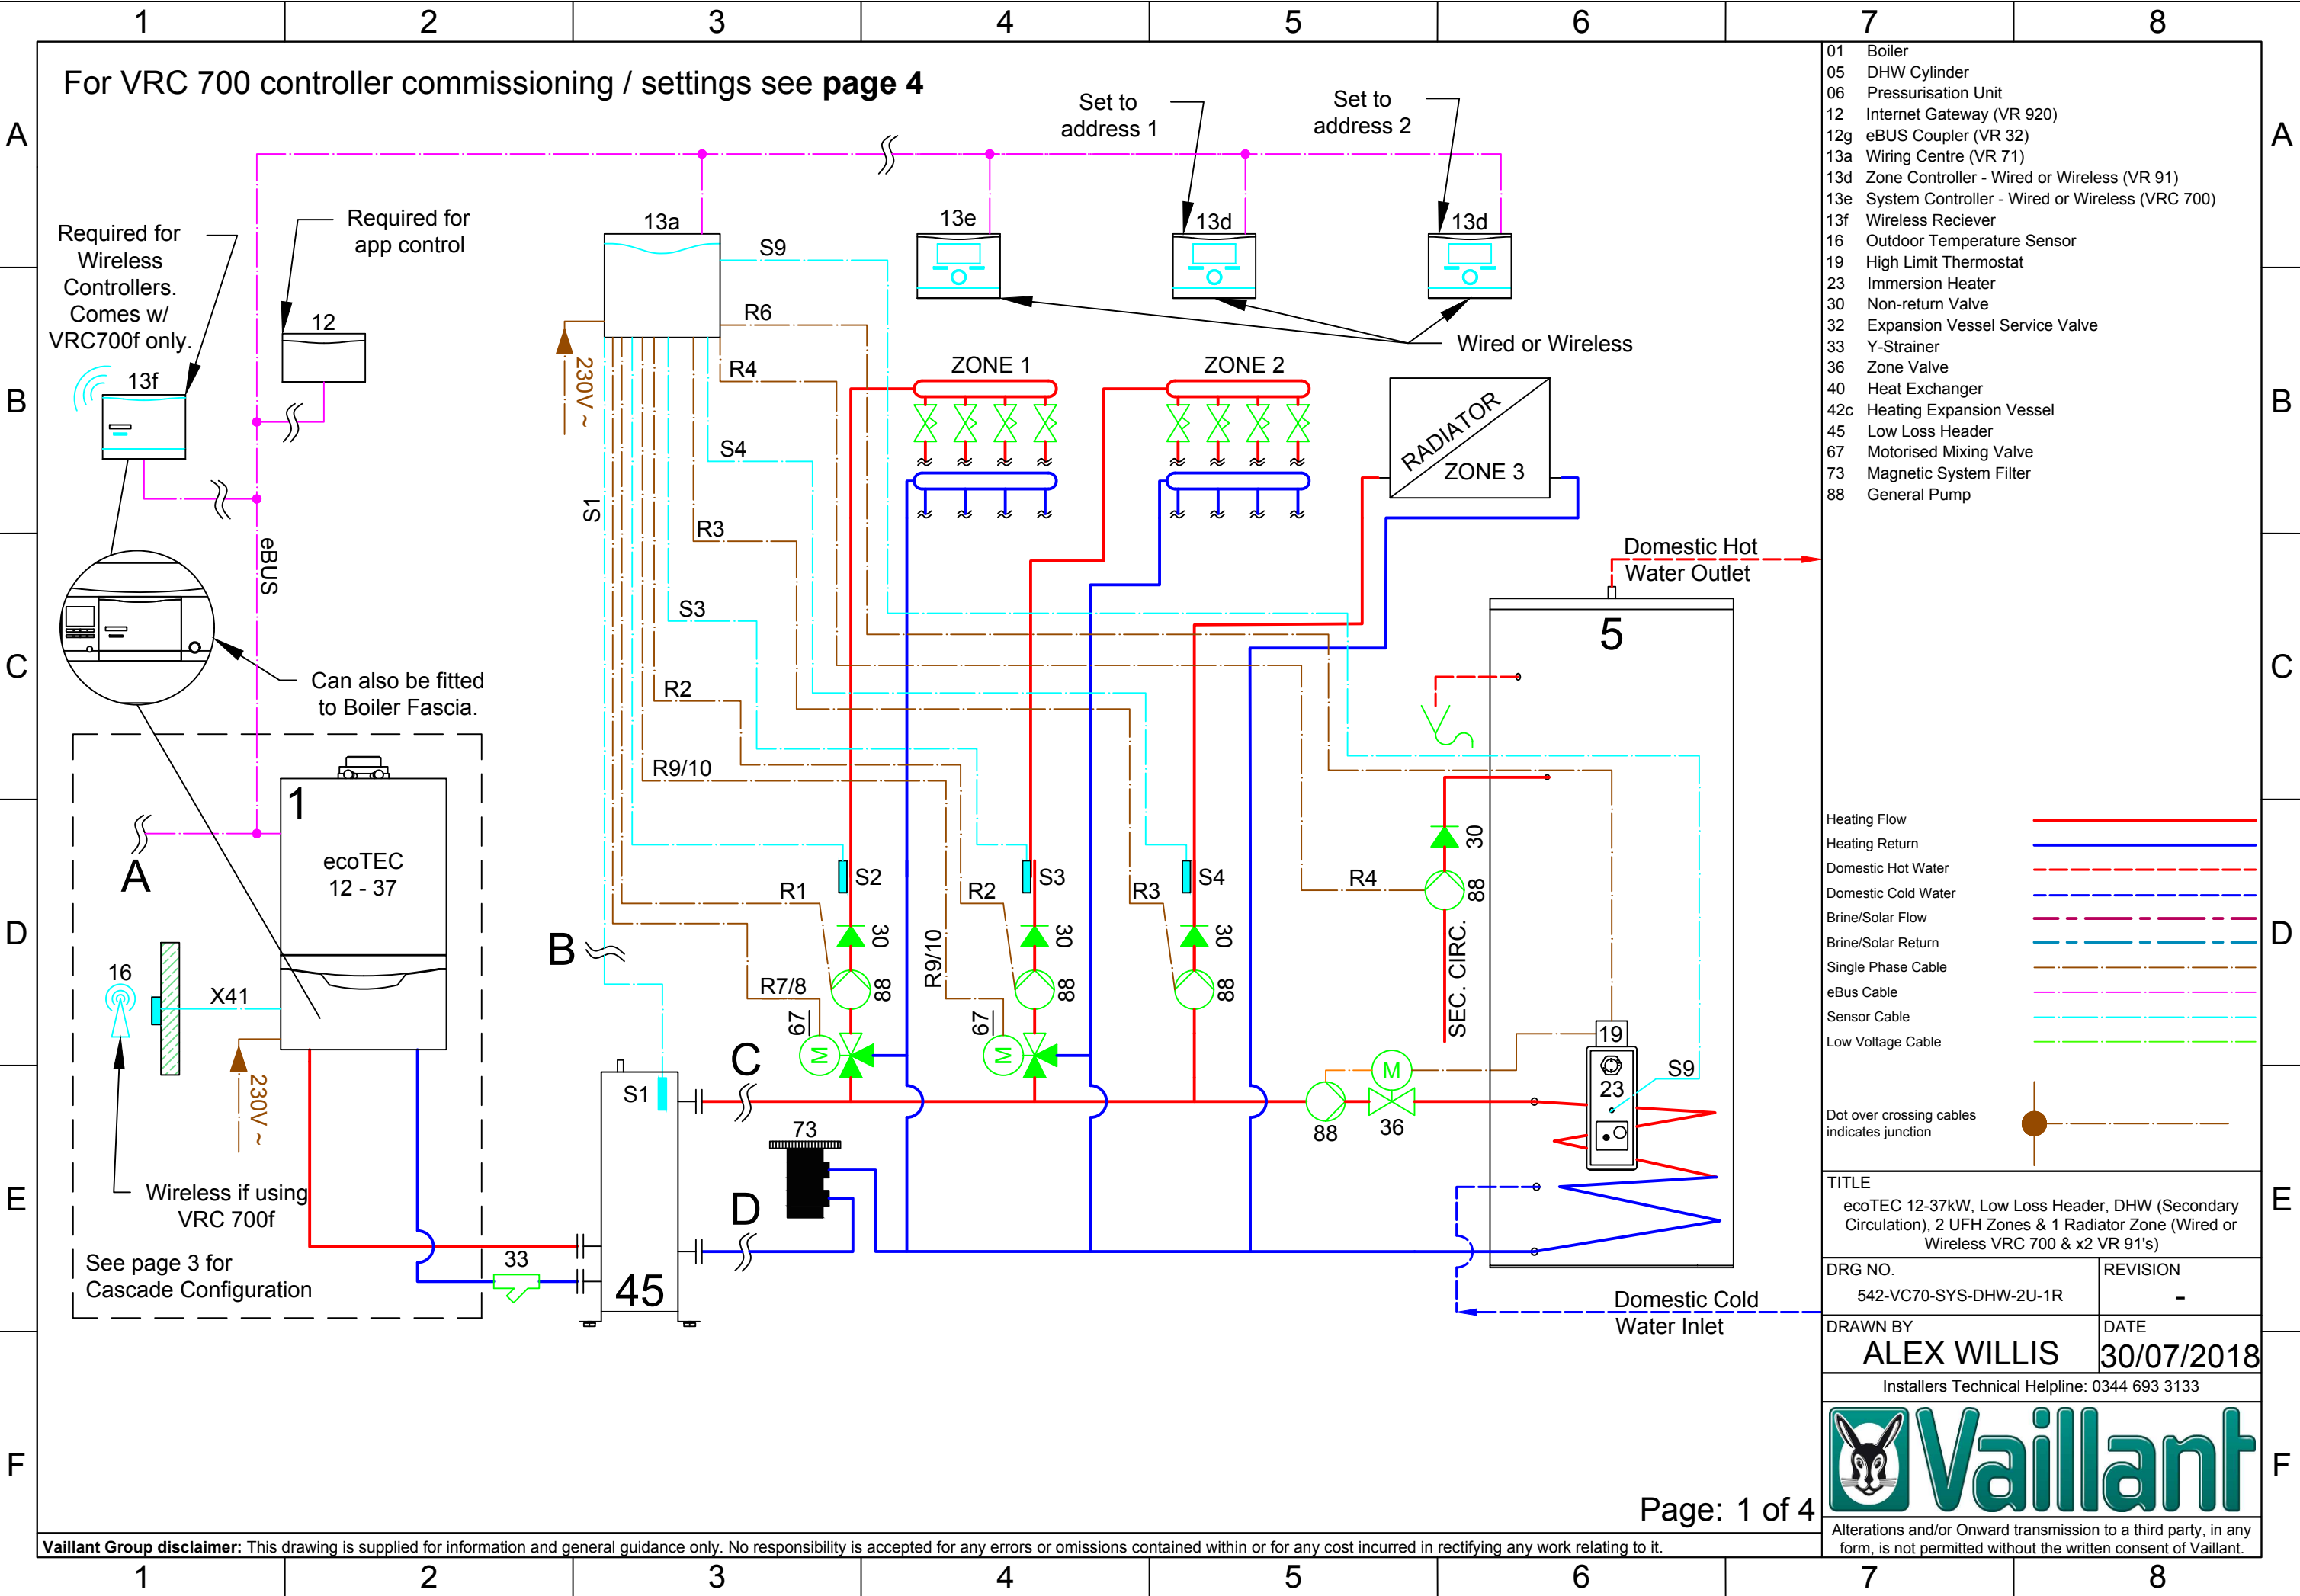 1 2 3 4 5 6 7 8
For VRC 700 controller commissioning / settings see page 4
A
B
C
D
E
F
Set to
address 1
Set to
address 2
Required for
Wireless
Controllers.
Comes w/
VRC700f only.
Required for
app control
12
13f
13a
13e
13d
13d
Wired or Wireless
S9
R6
R4
S4
R3
S3
R2
R9/10
S1
230V ~
eBUS
ZONE 1
ZONE 2
RADIATOR
ZONE 3
Can also be fitted
to Boiler Fascia.
1
ecoTEC
12 - 37
A
16
X41
230V ~
Wireless if using
VRC 700f
See page 3 for
Cascade Configuration
33
B
S1
45
C
D
73
R1
R7/8
S2
30
88
67
M
R2
R9/10
S3
30
88
67
M
R3
S4
30
88
R4
30
88
SEC. CIRC.
88
M
36
5
Domestic Hot
Water Outlet
19
23
S9
Domestic Cold
Water Inlet
Page: 1 of 4
01 Boiler
05 DHW Cylinder
06 Pressurisation Unit
12 Internet Gateway (VR 920)
12g eBUS Coupler (VR 32)
13a Wiring Centre (VR 71)
13d Zone Controller - Wired or Wireless (VR 91)
13e System Controller - Wired or Wireless (VRC 700)
13f Wireless Reciever
16 Outdoor Temperature Sensor
19 High Limit Thermostat
23 Immersion Heater
30 Non-return Valve
32 Expansion Vessel Service Valve
33 Y-Strainer
36 Zone Valve
40 Heat Exchanger
42c Heating Expansion Vessel
45 Low Loss Header
67 Motorised Mixing Valve
73 Magnetic System Filter
88 General Pump
Heating Flow
Heating Return
Domestic Hot Water
Domestic Cold Water
Brine/Solar Flow
Brine/Solar Return
Single Phase Cable
eBus Cable
Sensor Cable
Low Voltage Cable
Dot over crossing cables
indicates junction
TITLE
ecoTEC 12-37kW, Low Loss Header, DHW (Secondary
Circulation), 2 UFH Zones & 1 Radiator Zone (Wired or
Wireless VRC 700 & x2 VR 91's)
DRG NO.
542-VC70-SYS-DHW-2U-1R
REVISION
-
DRAWN BY
ALEX WILLIS
DATE
30/07/2018
Installers Technical Helpline: 0344 693 3133
Vaillant
Alterations and/or Onward transmission to a third party, in any
form, is not permitted without the written consent of Vaillant.
A
B
C
D
E
F
Vaillant Group disclaimer: This drawing is supplied for information and general guidance only. No responsibility is accepted for any errors or omissions contained within or for any cost incurred in rectifying any work relating to it.
1 2 3 4 5 6 7 8